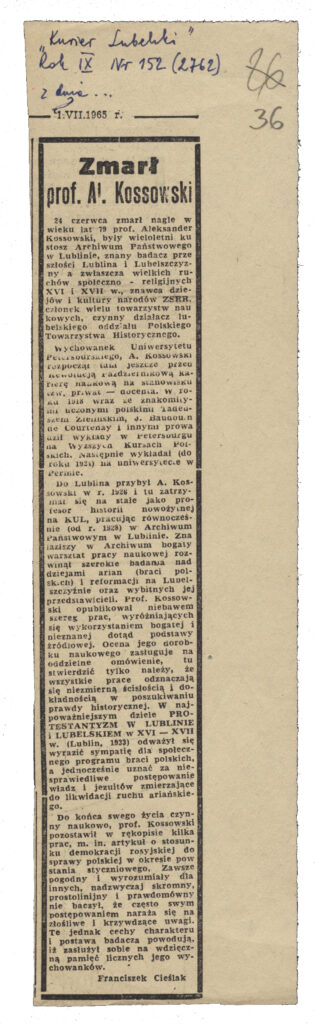 „Kurier Lubelski"
Rok IX Nr 152 (2762)
z dnia...
86
36
1.VII.1965 r.
Zmarł
prof. Al. Kossowski
24 czerwca zmarł nagle w
wieku lat 79 prof. Aleksander
Kossowski, były wieloletni ku
stosz Archiwum Państwowego
w Lublinie, znany badacz prze
szłości Lublina i Lubelszczyz
ny a zwłaszcza wielkich ru
chów społeczno - religijnych
XVI i XVII w., znawca dzie
jów i kultury narodów ZSRR,
członek wielu towarzystw nau
kowych, czynny działacz lu-
belskiego oddziału Polskiego
Towarzystwa Historycznego.
Wychowanek Uniwersytetu
Petersburskiego, A. Kossowski
rozpoczął tam jeszcze przed
Rewolucją Październikową ka
rierę naukową na stanowisku
tzw. priwat — docenta. W ro
ku 1918 wraz ze znakomity-
mi uczonymi polskimi Tadeu-
szem Zielińskim, J. Baudouin
de Courtenay i innymi prowa
dził wykłady w Petersburgu
na Wyższych Kursach Pol-
skich. Następnie wykładał (do
roku 1924) na uniwersytecie w
Permie.
Do Lublina przybył A. Kos
sowski w r. 1926 i tu zatrzy-
mał się na stałe jako pro-
fesor historii nowożytnej
na KUL, pracując równocześ-
nie (od r. 1928) w Archiwum
Państwowym w Lublinie. Zna
lazłszy w Archiwum bogaty
warsztat pracy naukowej roz-
winął szerokie badania nad
dziejami arian (braci pol-
skich) i reformacji na Lubel-
szczyźnie oraz wybitnych jej
przedstawicieli. Prof. Kossow-
ski opublikował niebawem
szereg prac, wyróżniających
się wykorzystaniem bogatej i
nieznanej dotąd podstawy
źródłowej. Ocena jego dorob-
ku naukowego zasługuje na
oddzielne omówienie, tu
stwierdzić tylko należy, że
wszystkie prace odznaczają
się niezmierną ścisłością i do-
kładnością w poszukiwaniu
prawdy historycznej. W naj-
poważniejszym dziele PRO-
TESTANTYZM W LUBLINIE
i LUBELSKIEM w XVI — XVII
w. (Lublin, 1933) odważył się
wyrazić sympatię dla społecz-
nego programu braci polskich,
a jednocześnie uznać za nie-
sprawiedliwe postępowanie
władz i jezuitów zmierzające
do likwidacji ruchu ariańskie-
go.
Do końca swego życia czyn-
ny naukowo, prof. Kossowski
pozostawił w rękopisie kilka
prac, m. in. artykuł o stosun-
ku demokracji rosyjskiej do
sprawy polskiej w okresie pow
stania styczniowego. Zawsze
pogodny i wyrozumiały dla
innych, nadzwyczaj skromny,
prostolinijny i prawdomówny
nie baczył, że często swym
postępowaniem naraża się na
złośliwe i krzywdzące uwagi.
Te jednak cechy charakteru
i postawa badacza powodują,
iż zasłużył sobie na wdzięcz-
ną pamięć licznych jego wy-
chowanków.
Franciszek Cieślak